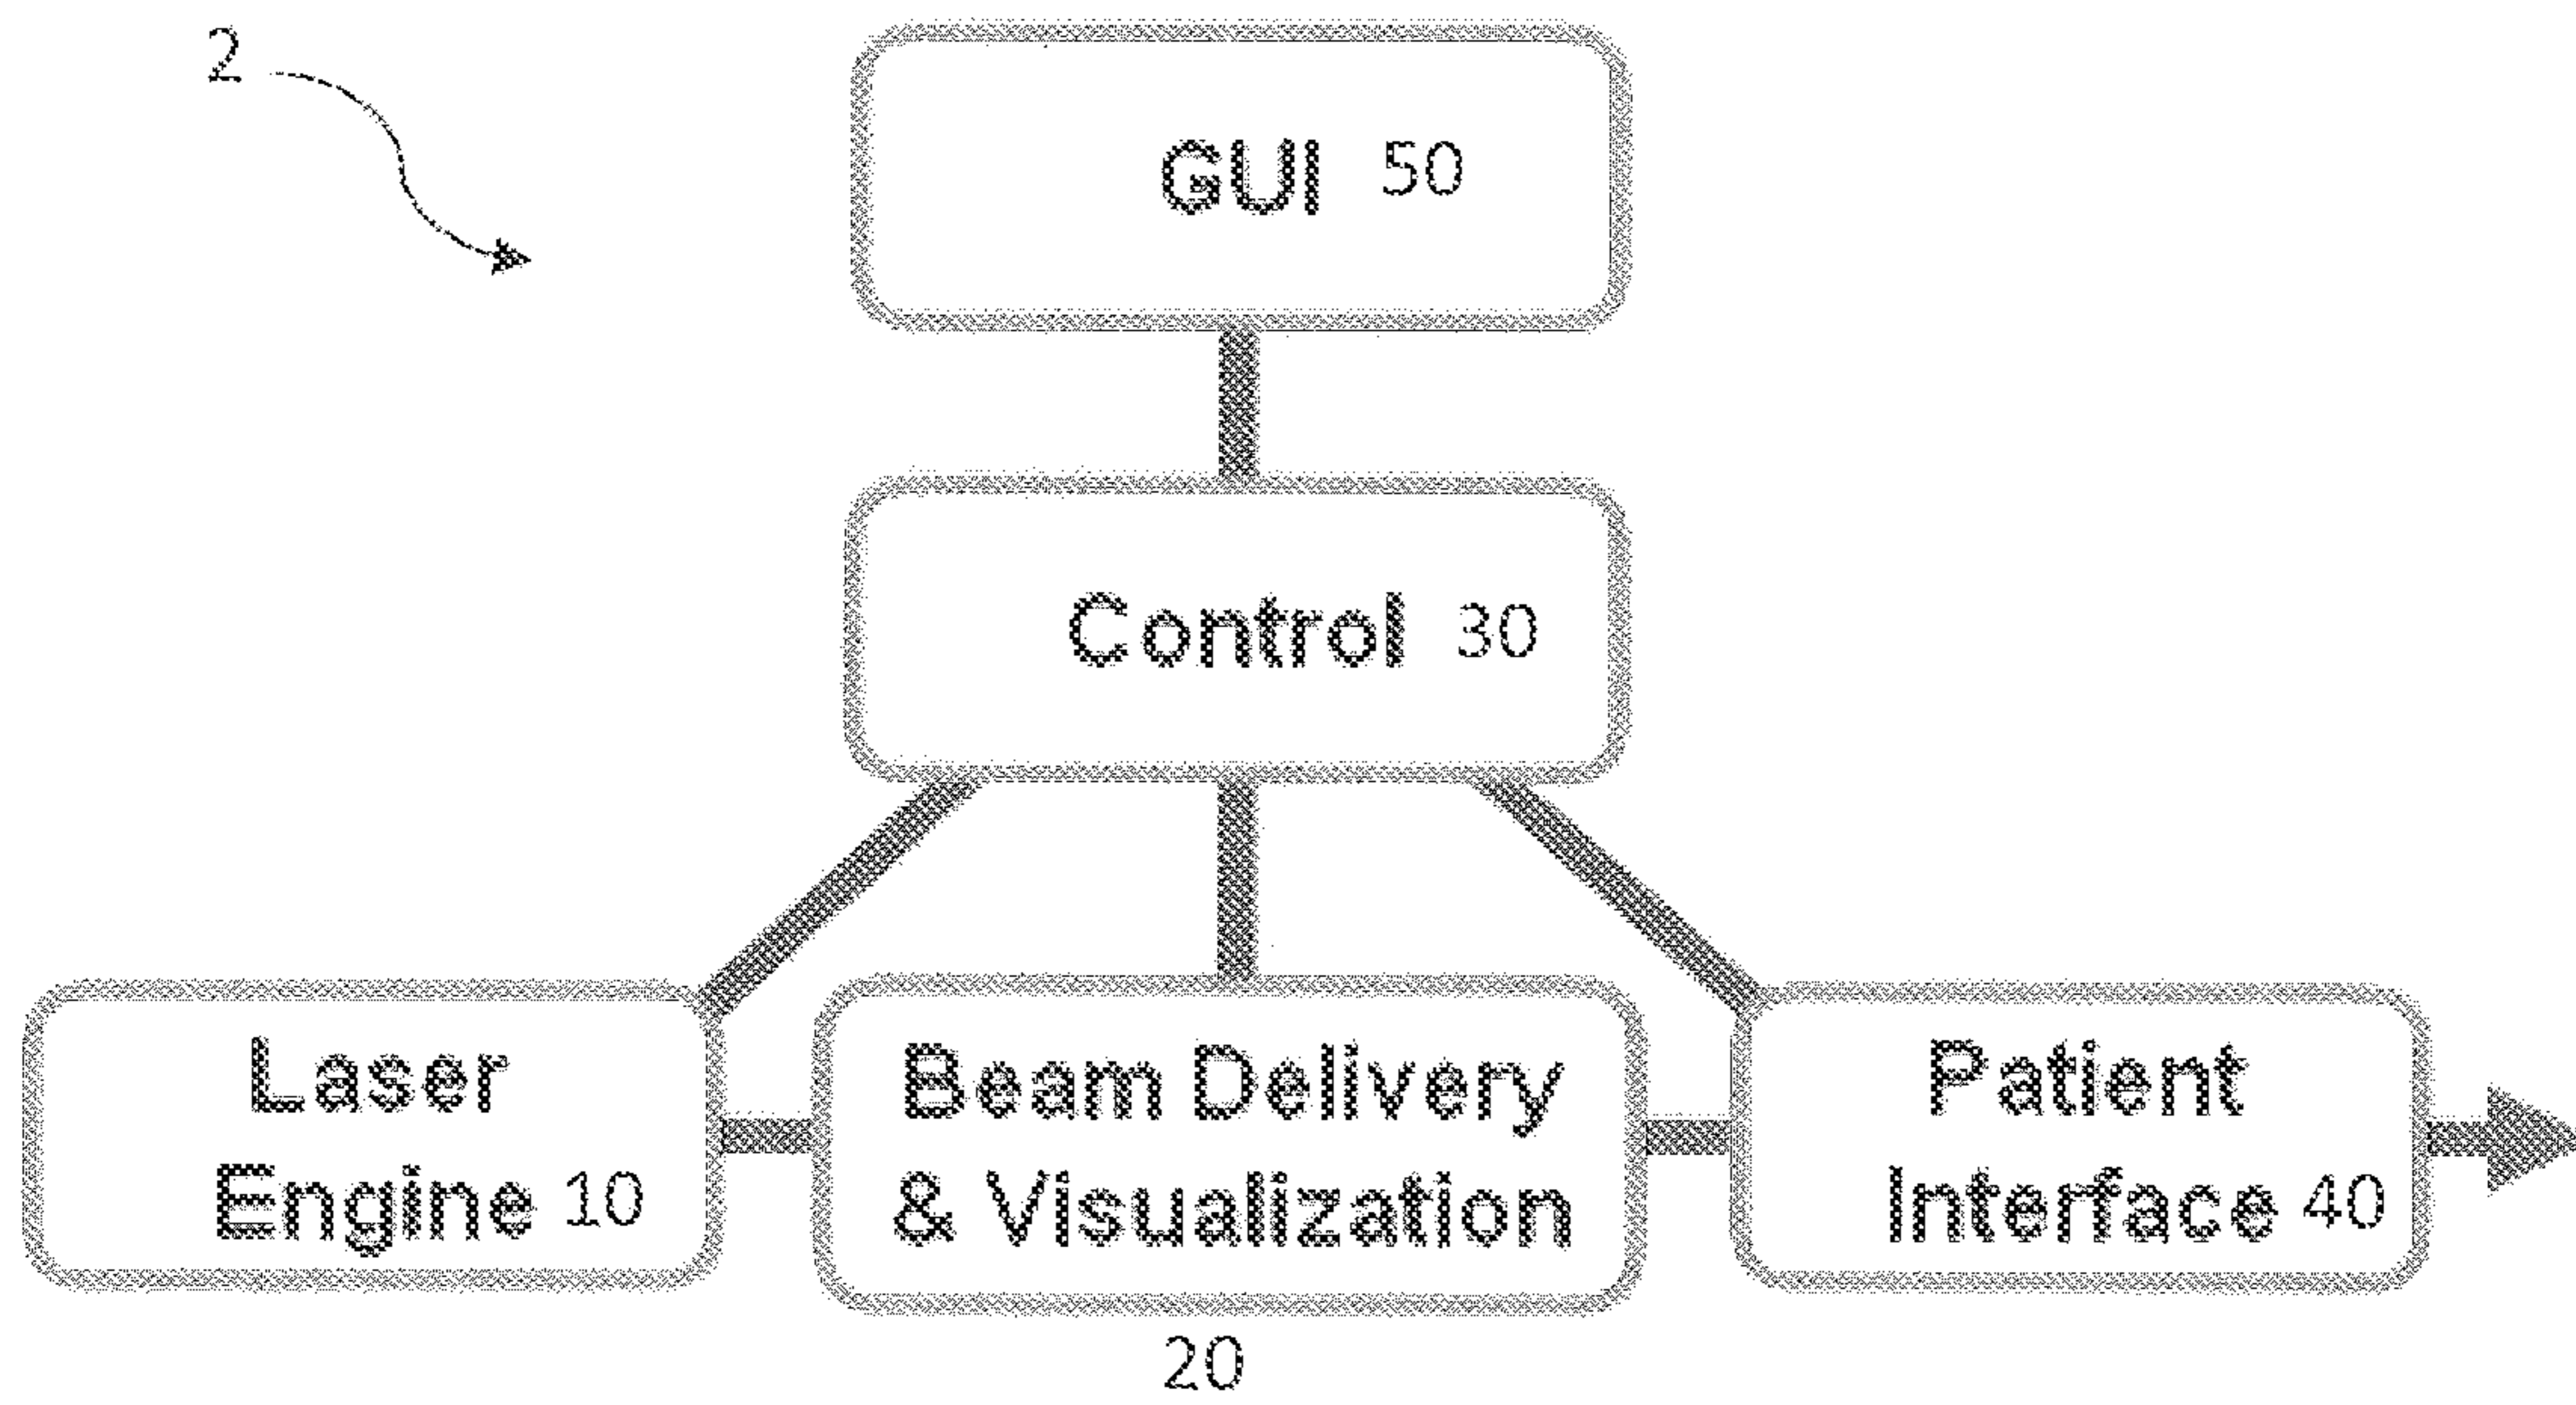 2
GUI 50
Control 30
Laser
Engine 10
Beam Delivery
& Visualization
20
Patient
Interface 40